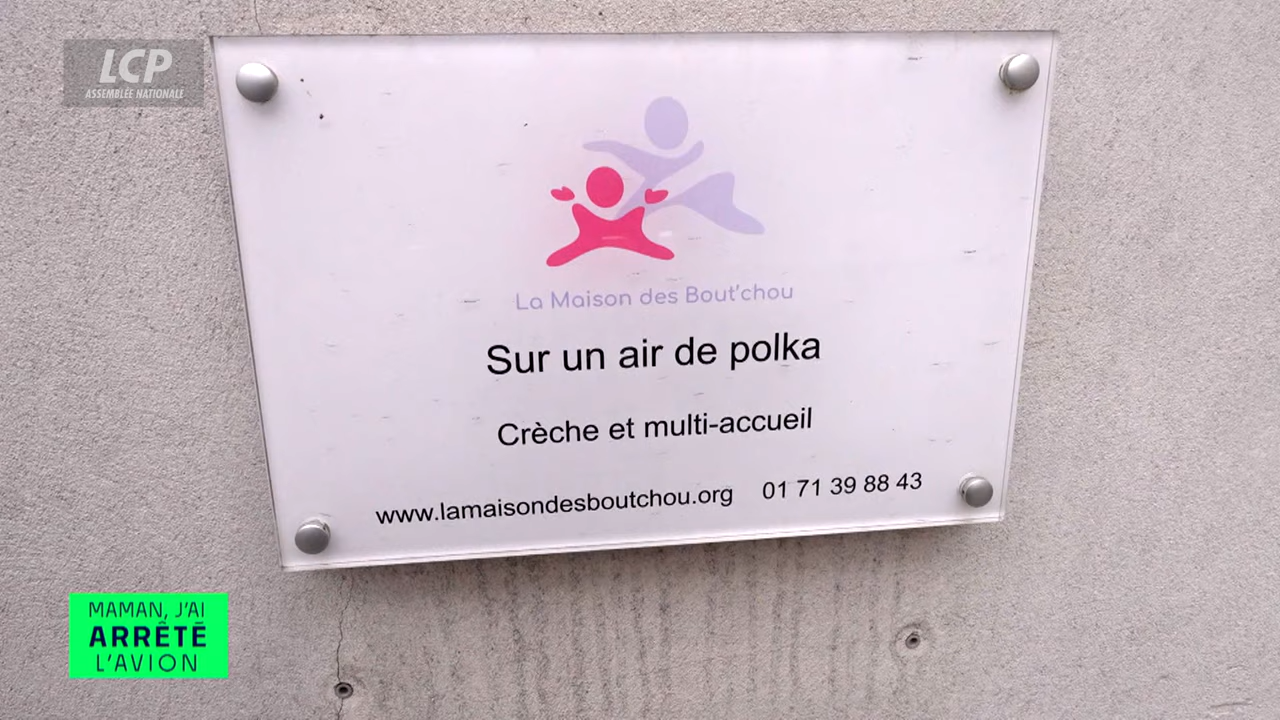 LCP
ASSEMBLÉE NATIONALE
La Maison des Bout'chou
Sur un air de polka
Crèche et multi-accueil
www.lamaisondesboutchou.org 01 71 39 88 43
MAMAN, J'AI
ARRÊTÉ
L'AVION